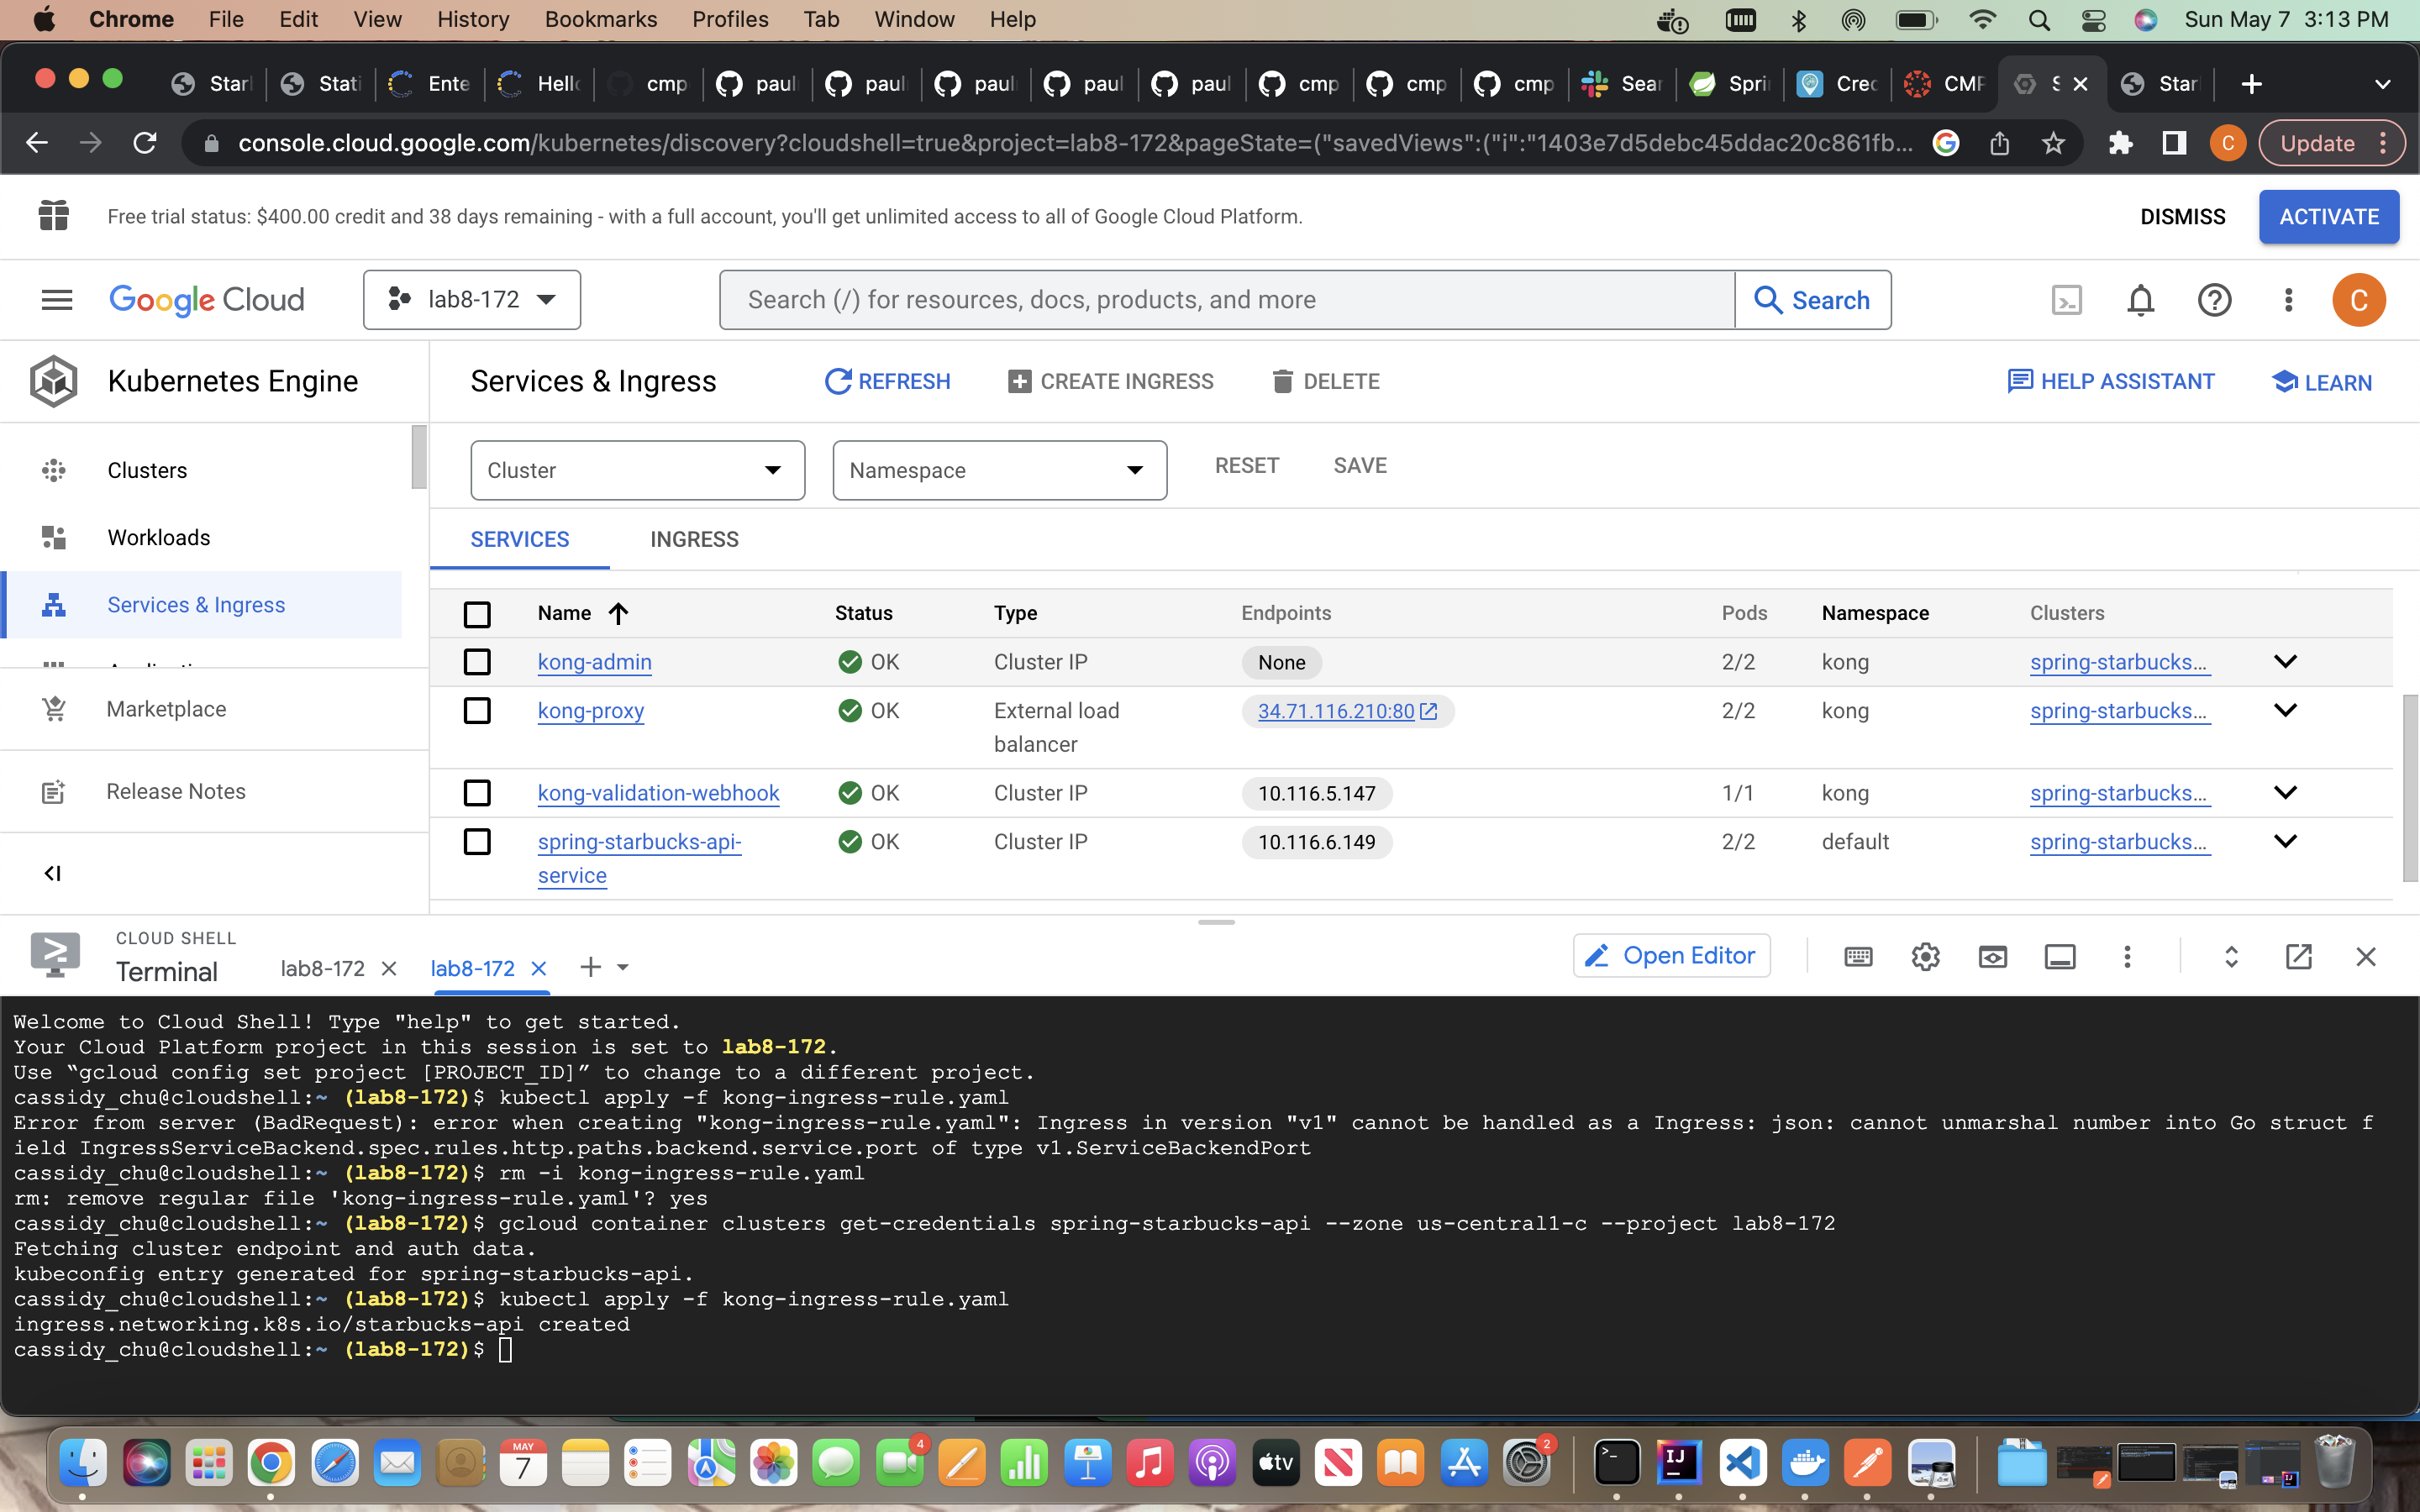 Chrome File Edit View History Bookmarks Profiles Tab Window Help Sun May 7 3:13 PM
Starl Stati Ente Hello cmp paul paul paul paul paul cmp cmp cmp Sear Spri Crec CMP S Star
console.cloud.google.com/kubernetes/discovery?cloudshell=true&project=lab8-172&pageState=("savedViews":("i":"1403e7d5debc45ddac20c861fb... C Update
Free trial status: $400.00 credit and 38 days remaining - with a full account, you'll get unlimited access to all of Google Cloud Platform. DISMISS ACTIVATE
Google Cloud lab8-172 Search (/) for resources, docs, products, and more Search C
Kubernetes Engine Services & Ingress REFRESH CREATE INGRESS DELETE HELP ASSISTANT LEARN
Clusters
Workloads
Services & Ingress
Marketplace
Release Notes
Cluster Namespace RESET SAVE
SERVICES INGRESS
Name Status Type Endpoints Pods Namespace Clusters
kong-admin OK Cluster IP None 2/2 kong spring-starbucks...
kong-proxy OK External load balancer 34.71.116.210:80 2/2 kong spring-starbucks...
kong-validation-webhook OK Cluster IP 10.116.5.147 1/1 kong spring-starbucks...
spring-starbucks-api-service OK Cluster IP 10.116.6.149 2/2 default spring-starbucks...
CLOUD SHELL
Terminal lab8-172 lab8-172 Open Editor
Welcome to Cloud Shell! Type "help" to get started.
Your Cloud Platform project in this session is set to lab8-172.
Use “gcloud config set project [PROJECT_ID]” to change to a different project.
cassidy_chu@cloudshell:~ (lab8-172)$ kubectl apply -f kong-ingress-rule.yaml
Error from server (BadRequest): error when creating "kong-ingress-rule.yaml": Ingress in version "v1" cannot be handled as a Ingress: json: cannot unmarshal number into Go struct f
ield IngressServiceBackend.spec.rules.http.paths.backend.service.port of type v1.ServiceBackendPort
cassidy_chu@cloudshell:~ (lab8-172)$ rm -i kong-ingress-rule.yaml
rm: remove regular file 'kong-ingress-rule.yaml'? yes
cassidy_chu@cloudshell:~ (lab8-172)$ gcloud container clusters get-credentials spring-starbucks-api --zone us-central1-c --project lab8-172
Fetching cluster endpoint and auth data.
kubeconfig entry generated for spring-starbucks-api.
cassidy_chu@cloudshell:~ (lab8-172)$ kubectl apply -f kong-ingress-rule.yaml
ingress.networking.k8s.io/starbucks-api created
cassidy_chu@cloudshell:~ (lab8-172)$
MAY 7 4 tv 2 IJ